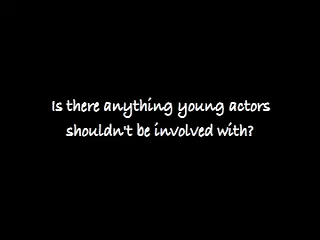 Is there anything young actors
shouldn't be involved with?